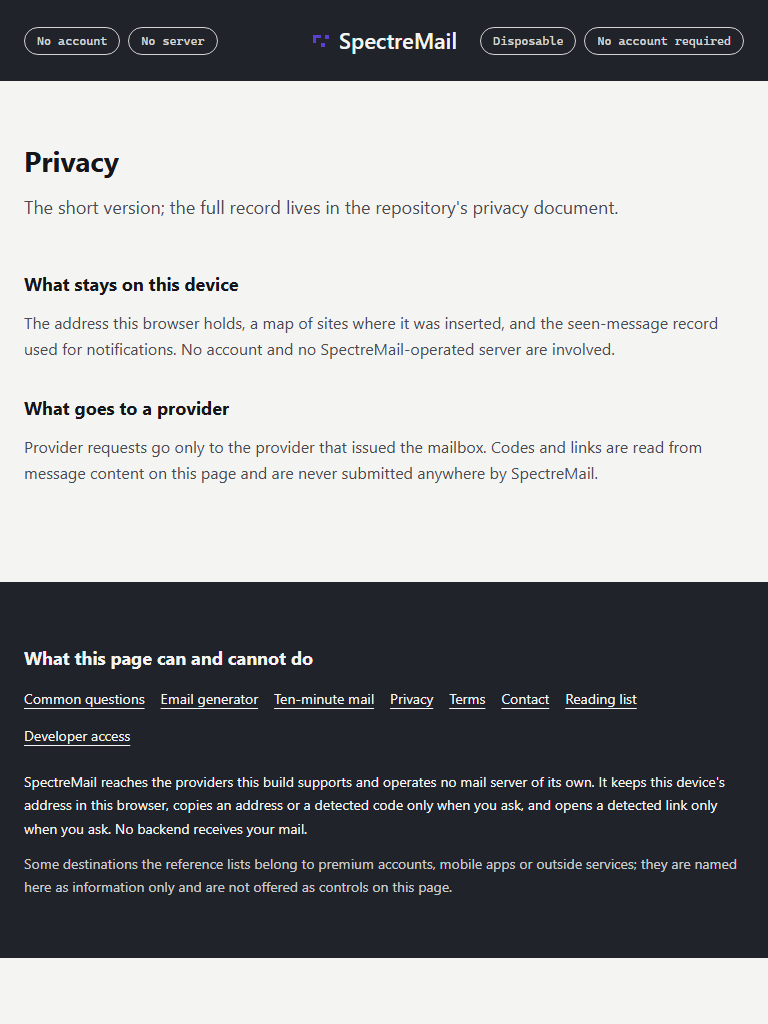 No account
No server
SpectreMail
Disposable
No account required
Privacy
The short version; the full record lives in the repository's privacy document.
What stays on this device
The address this browser holds, a map of sites where it was inserted, and the seen-message record
used for notifications. No account and no SpectreMail-operated server are involved.
What goes to a provider
Provider requests go only to the provider that issued the mailbox. Codes and links are read from
message content on this page and are never submitted anywhere by SpectreMail.
What this page can and cannot do
Common questions Email generator Ten-minute mail Privacy Terms Contact Reading list
Developer access
SpectreMail reaches the providers this build supports and operates no mail server of its own. It keeps this device's
address in this browser, copies an address or a detected code only when you ask, and opens a detected link only
when you ask. No backend receives your mail.
Some destinations the reference lists belong to premium accounts, mobile apps or outside services; they are named
here as information only and are not offered as controls on this page.